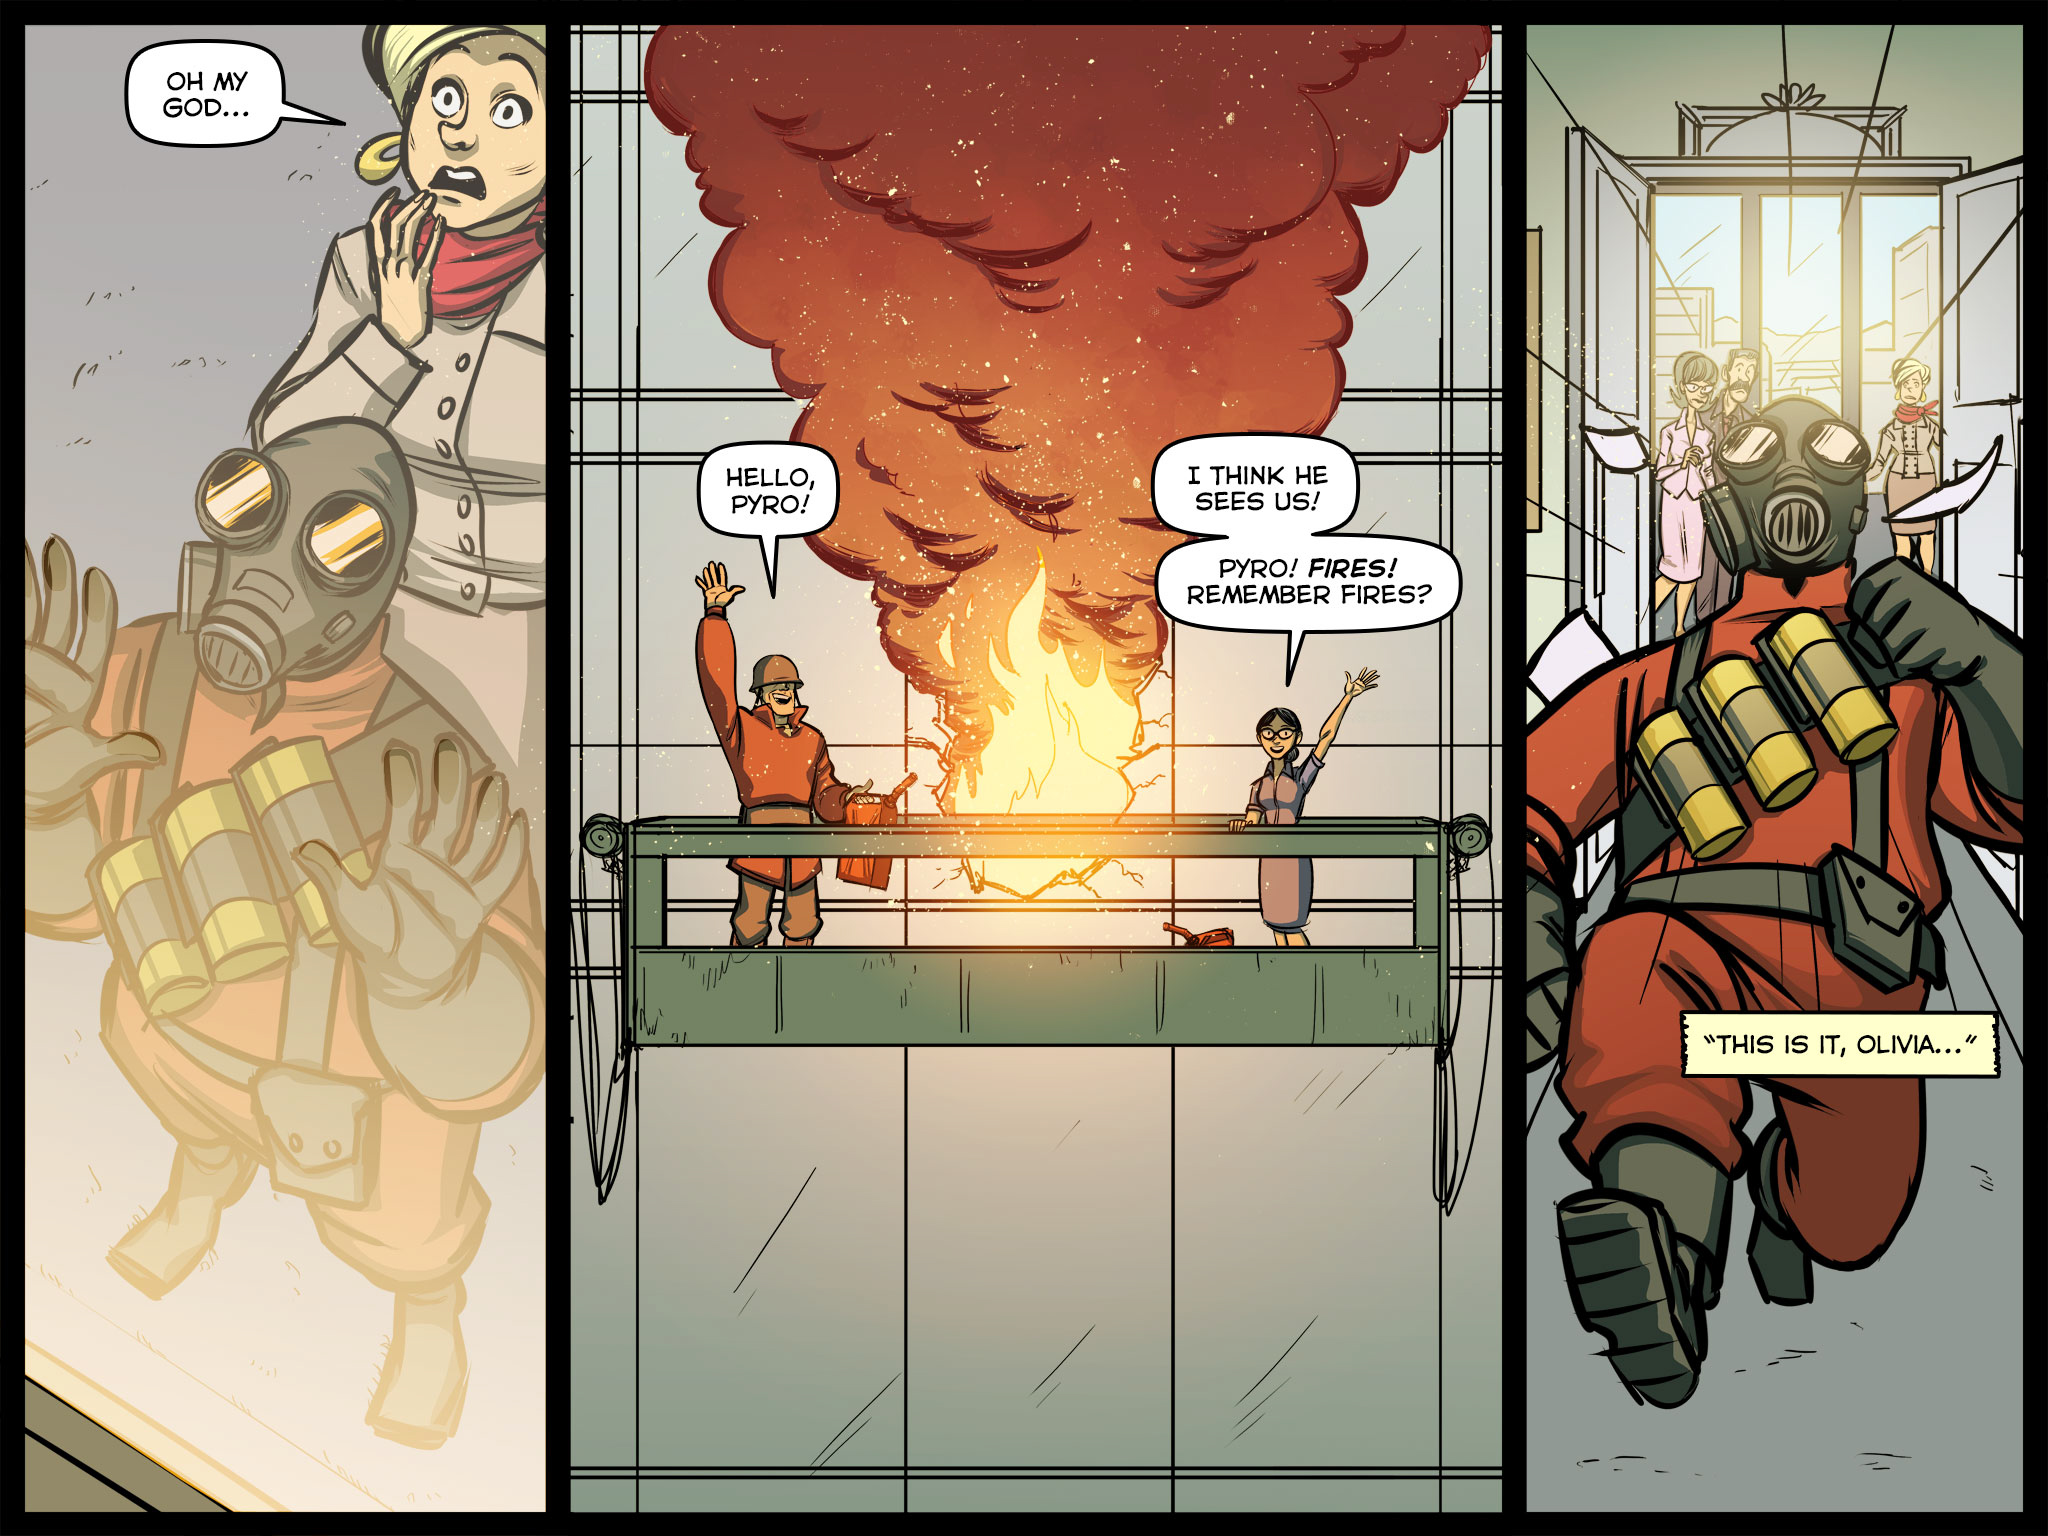 OH MY
GOD...
HELLO,
PYRO!
I THINK HE
SEES US!
PYRO! FIRES!
REMEMBER FIRES?
"THIS IS IT, OLIVIA..."